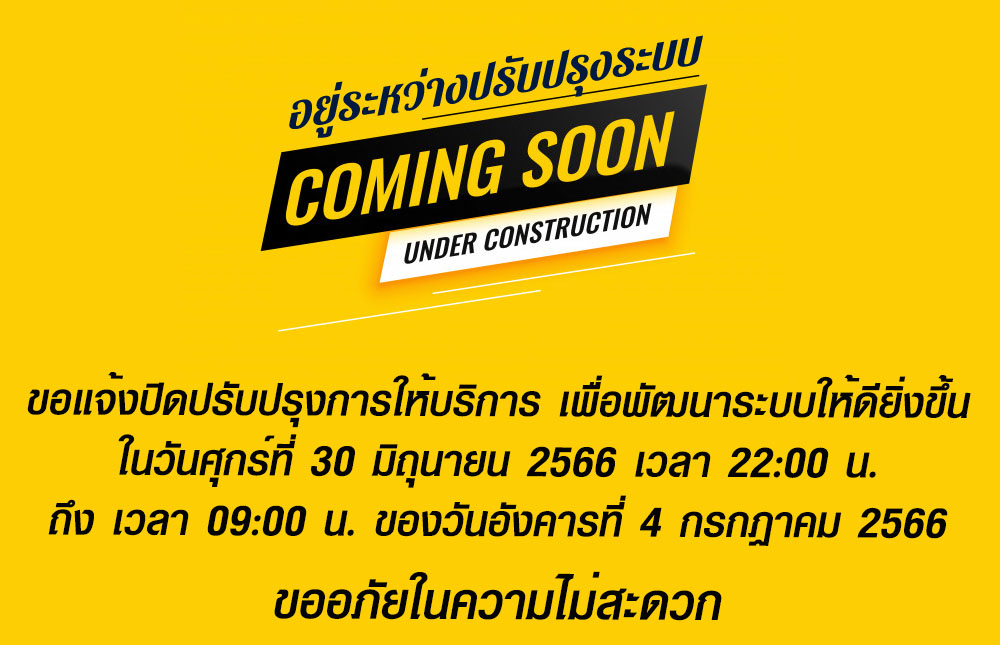 อยู่ระหว่างปรับปรุงระบบ
COMING SOON
UNDER CONSTRUCTION
ขอแจ้งปิดปรับปรุงการให้บริการ เพื่อพัฒนาระบบให้ดียิ่งขึ้น
ในวันศุกร์ที่ 30 มิถุนายน 2566 เวลา 22:00 น.
ถึง เวลา 09:00 น. ของวันอังคารที่ 4 กรกฎาคม 2566
ขออภัยในความไม่สะดวก